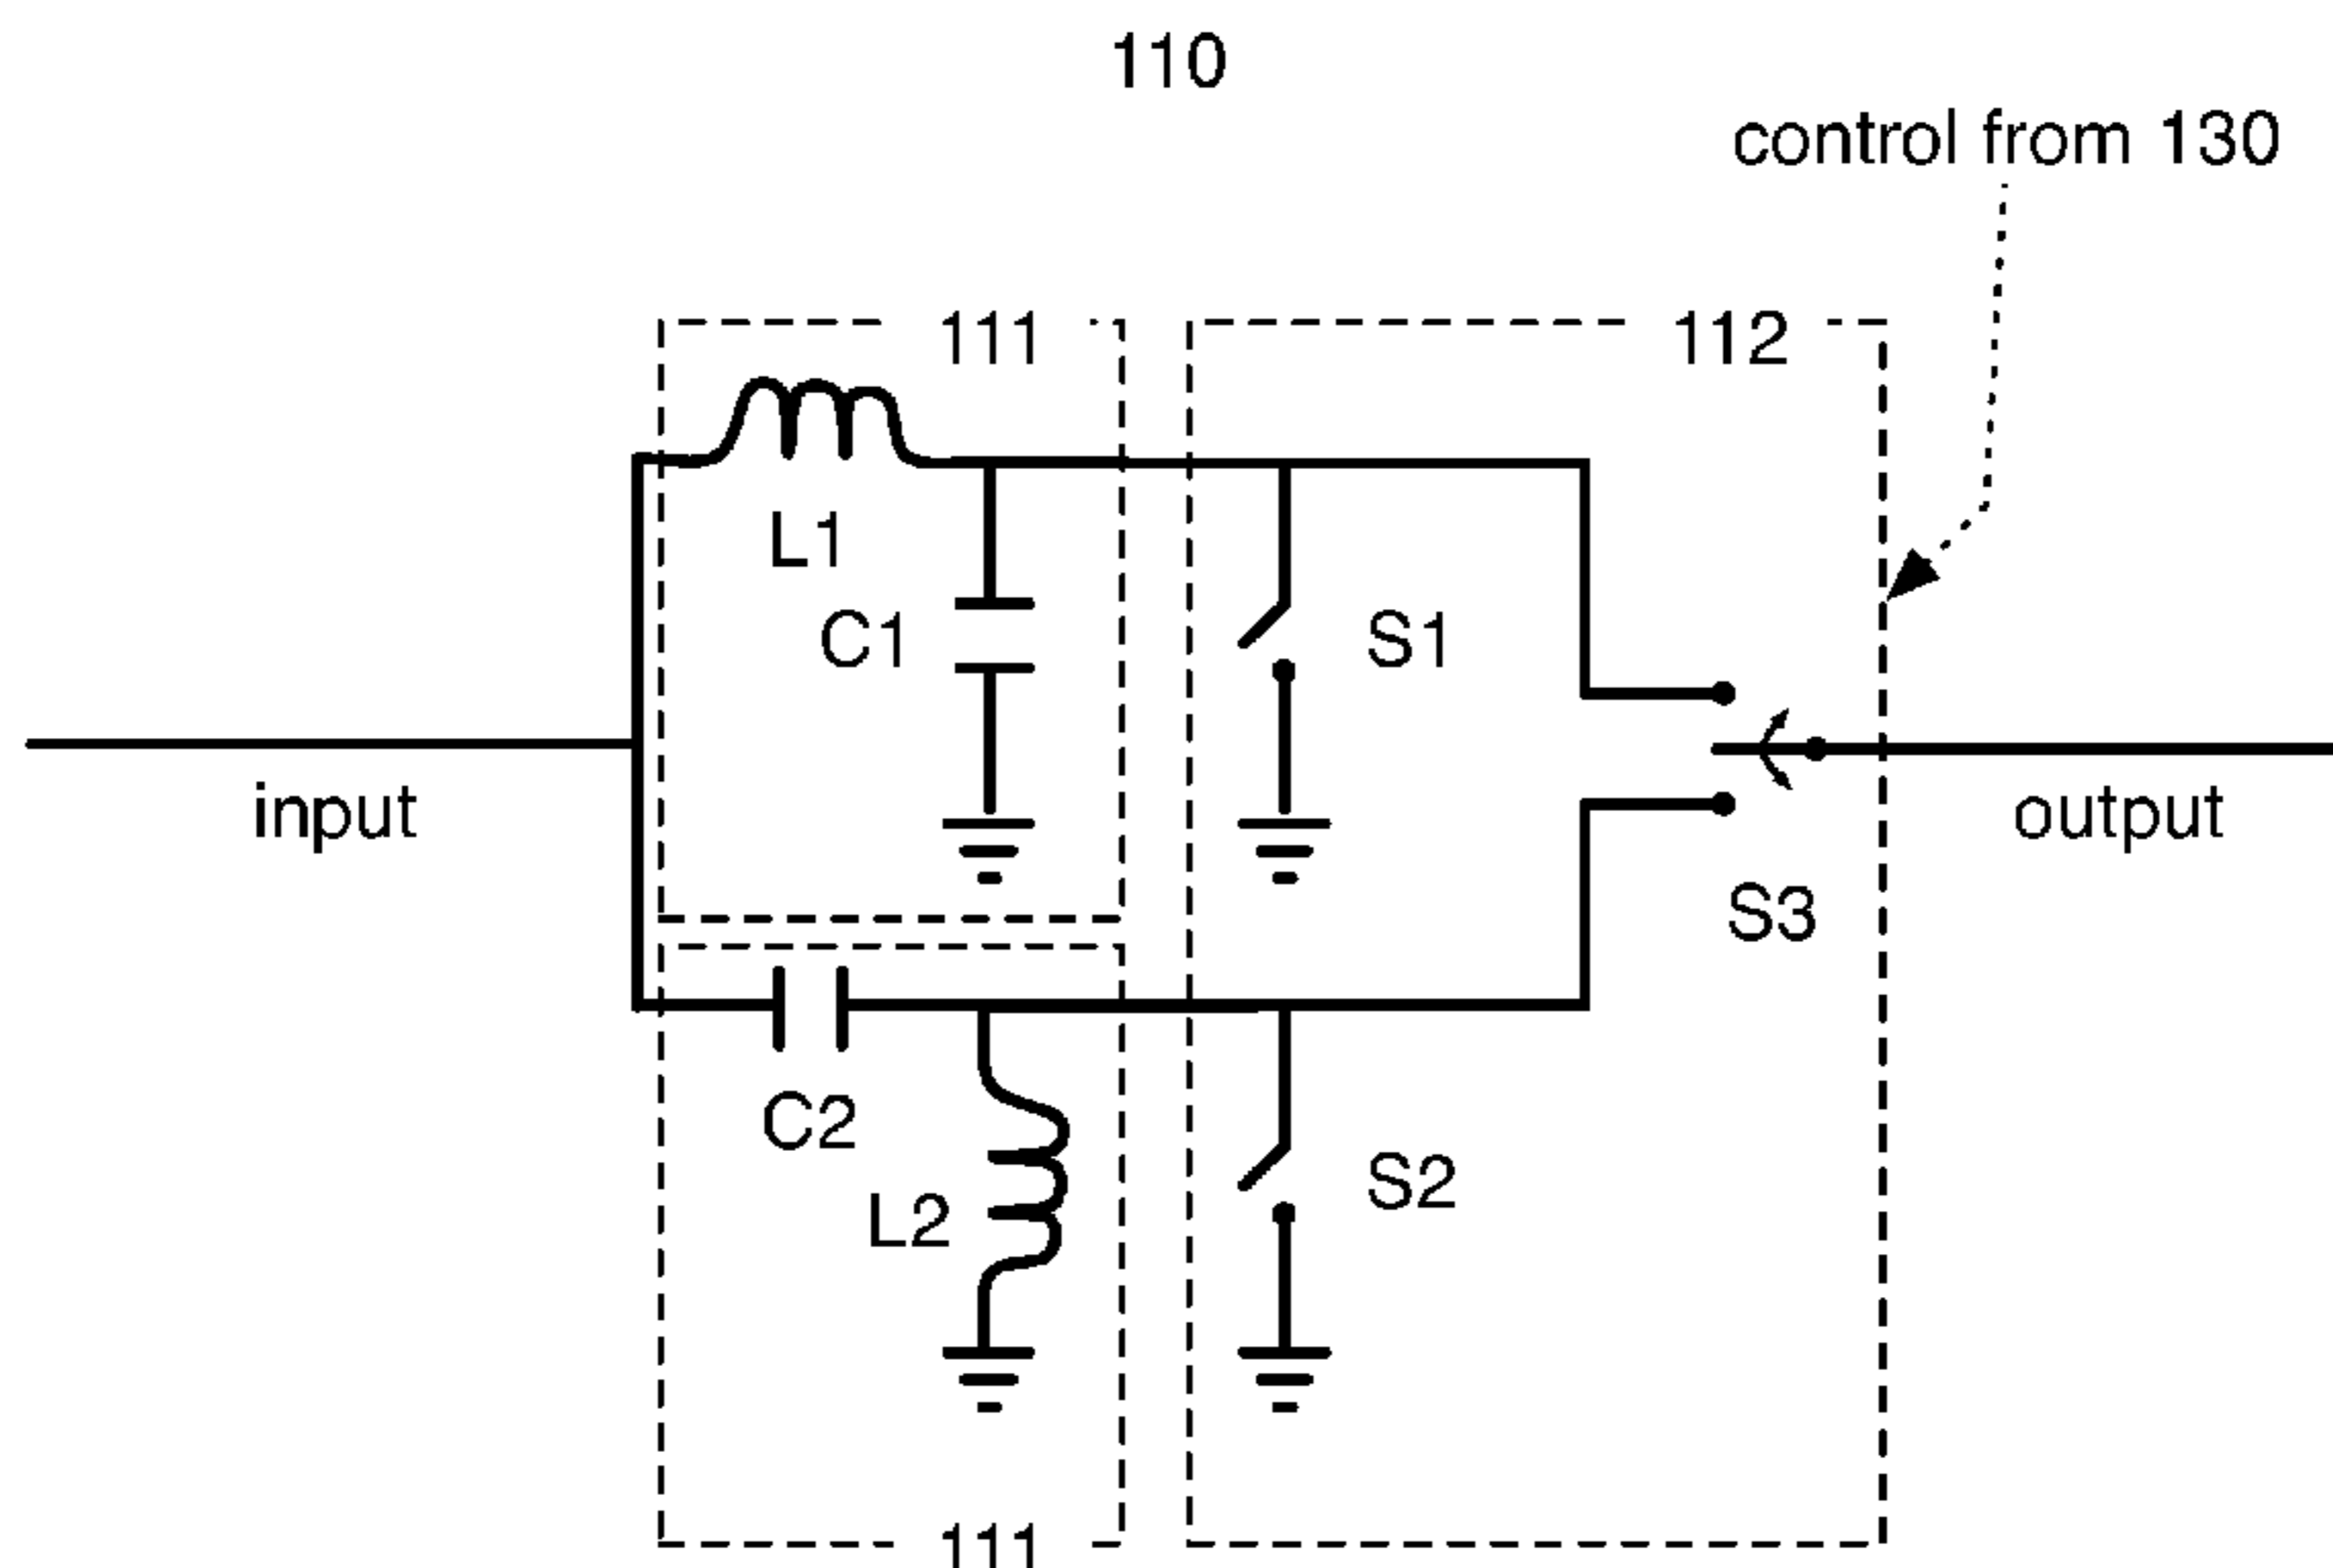 110
control from 130
111
112
L1
C1
S1
input
output
S3
C2
S2
L2
111